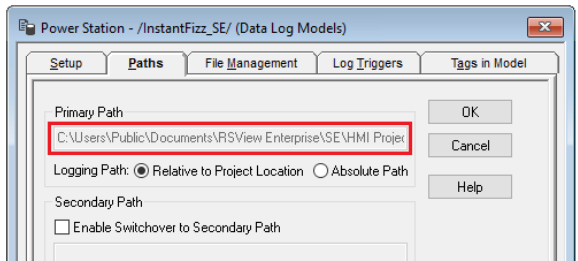 Power Station - /InstantFizz_SE/ (Data Log Models)
Setup Paths File Management Log Triggers Tags in Model
Primary Path
OK
C:\Users\Public\Documents\RSView Enterprise\SE\HMI Projec
Cancel
Logging Path: Relative to Project Location Absolute Path
Help
Secondary Path
Enable Switchover to Secondary Path